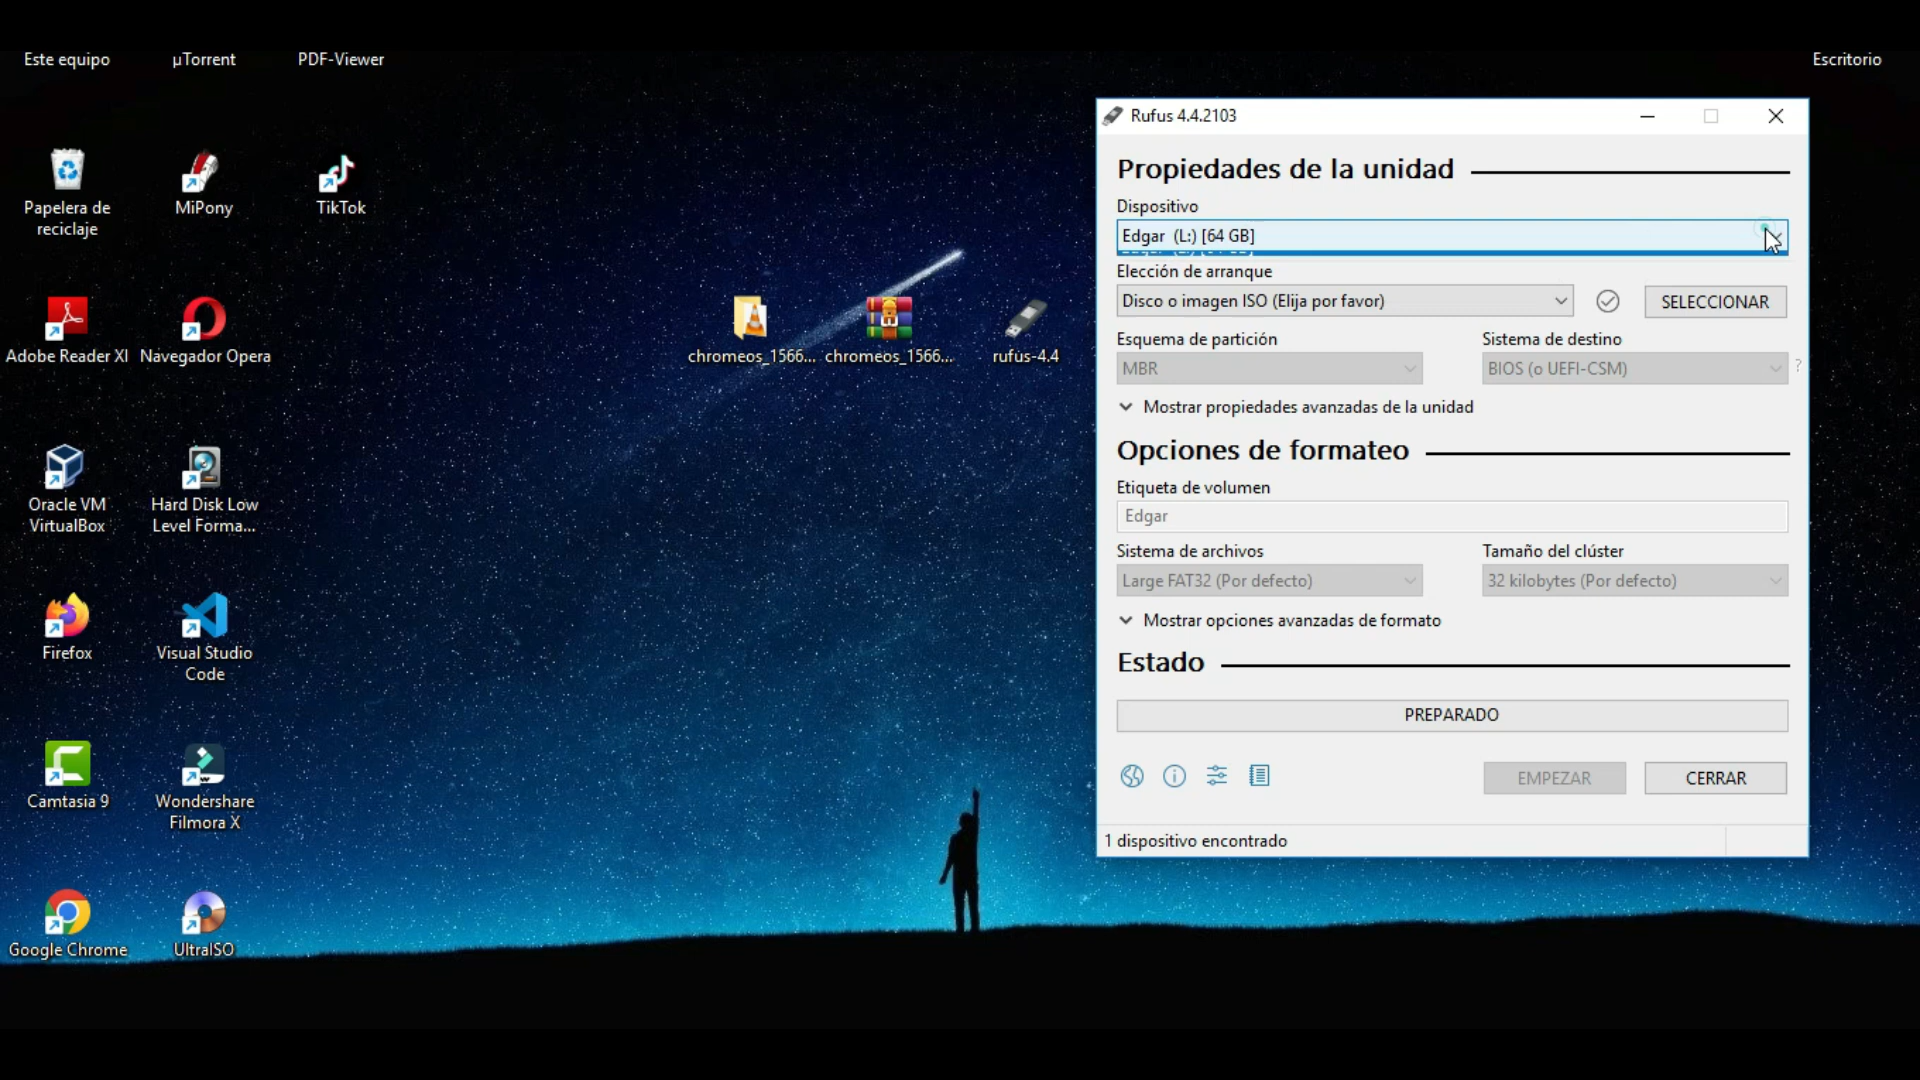 Este equipo
µTorrent
PDF-Viewer
Escritorio
Papelera de
reciclaje
MiPony
TikTok
Adobe Reader XI
Navegador Opera
chromeos_1566...
chromeos_1566...
rufus-4.4
Oracle VM
VirtualBox
Hard Disk Low
Level Forma...
Firefox
Visual Studio
Code
Camtasia 9
Wondershare
Filmora X
Google Chrome
UltraISO
Rufus 4.4.2103
Propiedades de la unidad
Dispositivo
Edgar (L:) [64 GB]
Elección de arranque
Disco o imagen ISO (Elija por favor)
SELECCIONAR
Esquema de partición
Sistema de destino
MBR
BIOS (o UEFI-CSM)
?
Mostrar propiedades avanzadas de la unidad
Opciones de formateo
Etiqueta de volumen
Edgar
Sistema de archivos
Tamaño del clúster
Large FAT32 (Por defecto)
32 kilobytes (Por defecto)
Mostrar opciones avanzadas de formato
Estado
PREPARADO
EMPEZAR
CERRAR
1 dispositivo encontrado